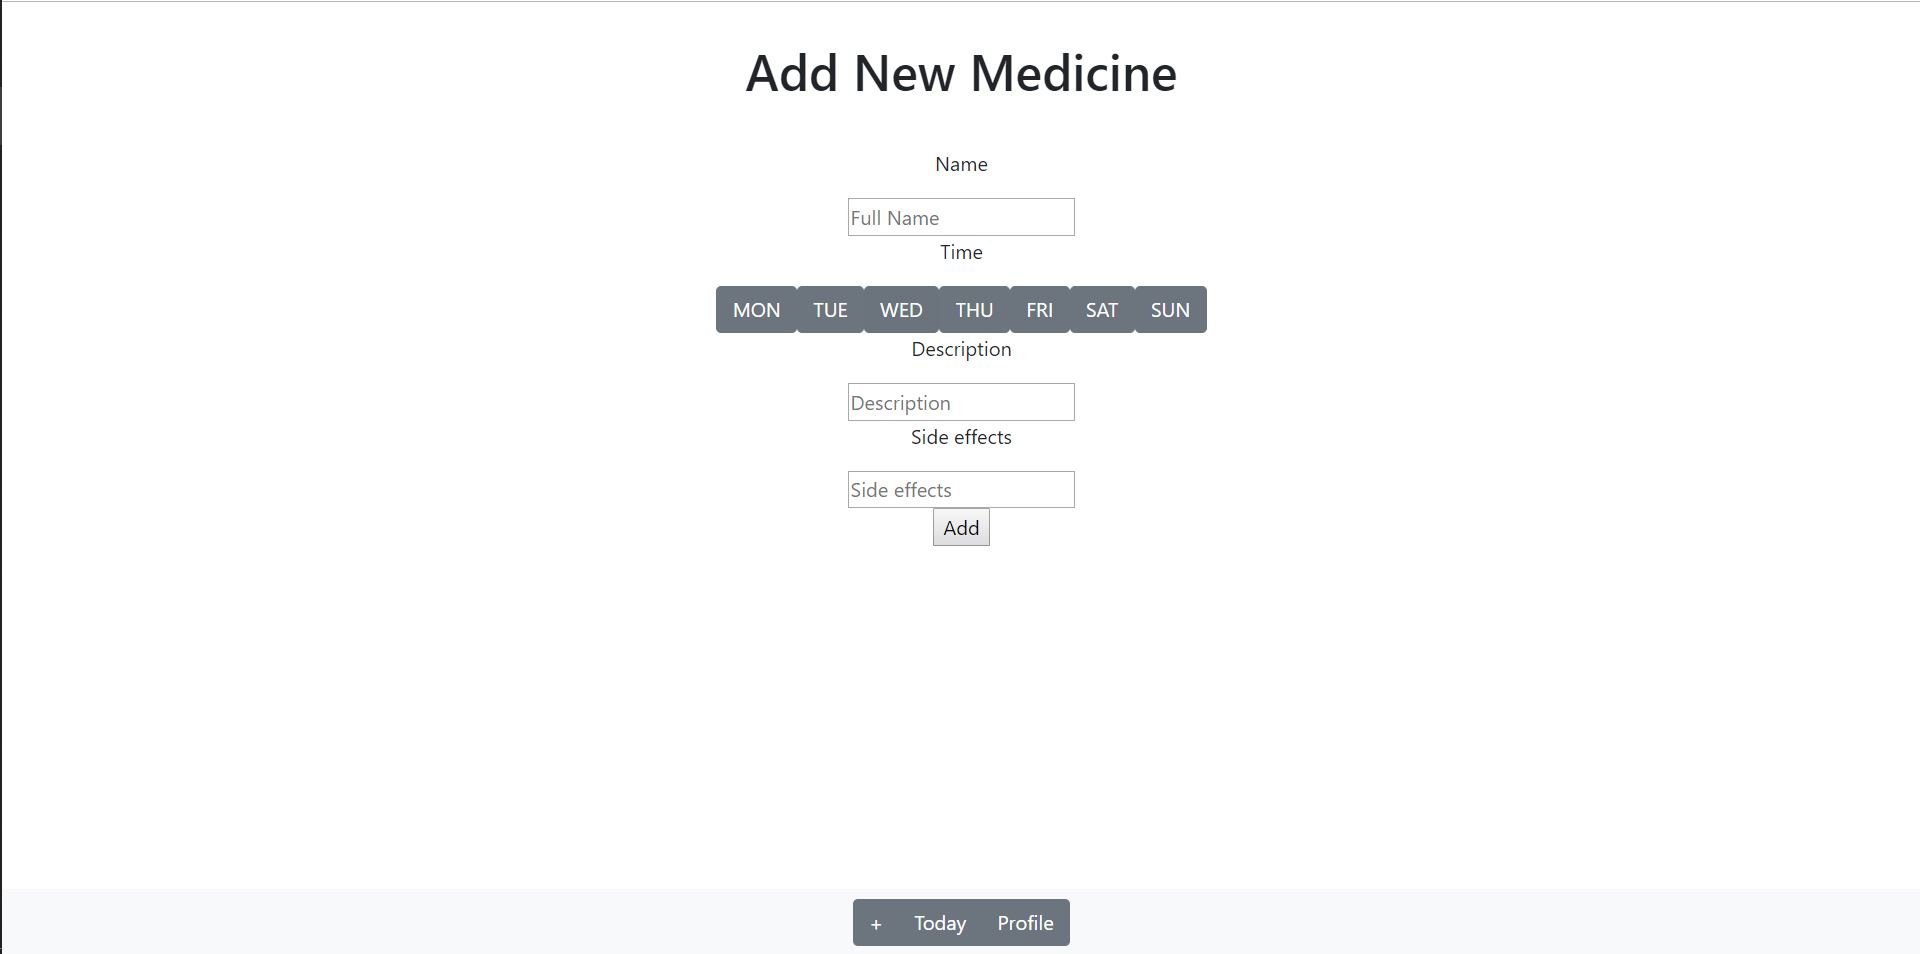 Add New Medicine
Name
Full Name
Time
MON TUE WED THU FRI SAT SUN
Description
Description
Side effects
Side effects
Add
+ Today Profile